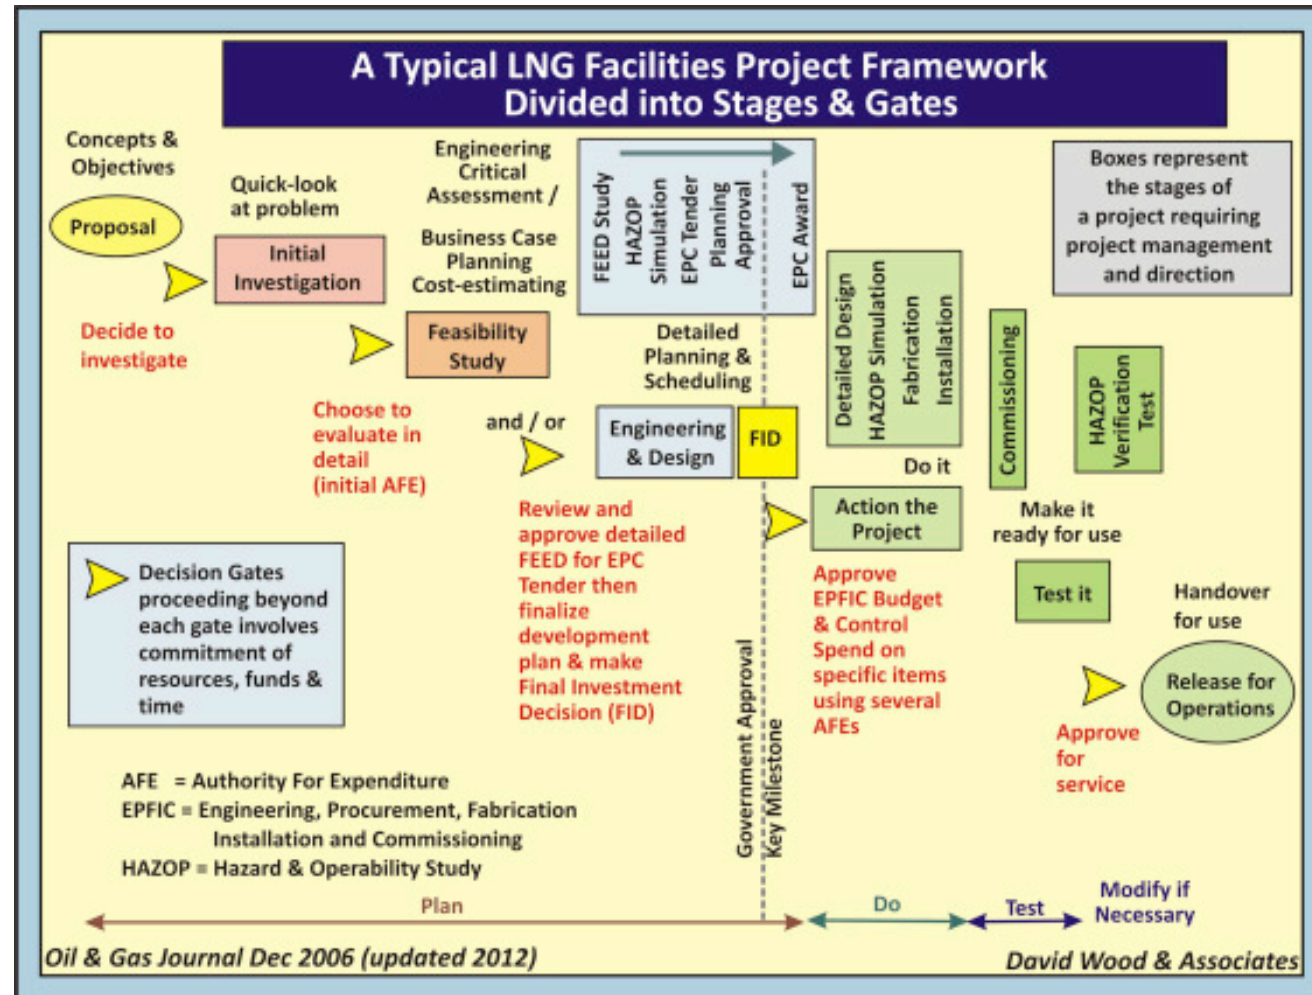 A Typical LNG Facilities Project Framework
Divided into Stages & Gates
Concepts &
Objectives
Proposal
Decide to
investigate
Quick-look
at problem
Initial
Investigation
Choose to
evaluate in
detail
(initial AFE)
Engineering
Critical
Assessment /
Business Case
Planning
Cost-estimating
Feasibility
Study
and / or
FEED Study
HAZOP
Simulation
EPC Tender
Planning
Approval
EPC Award
Detailed
Planning &
Scheduling
Engineering
& Design
FID
Review and
approve detailed
FEED for EPC
Tender then
finalize
development
plan & make
Final Investment
Decision (FID)
Government Approval
Key Milestone
Detailed Design
HAZOP Simulation
Fabrication
Installation
Do it
Action the
Project
Approve
EPFIC Budget
& Control
Spend on
specific items
using several
AFEs
Boxes represent
the stages of
a project requiring
project management
and direction
Commissioning
HAZOP
Verification
Test
Make it
ready for use
Test it
Handover
for use
Release for
Operations
Approve
for
service
Decision Gates
proceeding beyond
each gate involves
commitment of
resources, funds &
time
AFE = Authority For Expenditure
EPFIC = Engineering, Procurement, Fabrication
Installation and Commissioning
HAZOP = Hazard & Operability Study
Plan
Do
Test
Modify if
Necessary
Oil & Gas Journal Dec 2006 (updated 2012)
David Wood & Associates